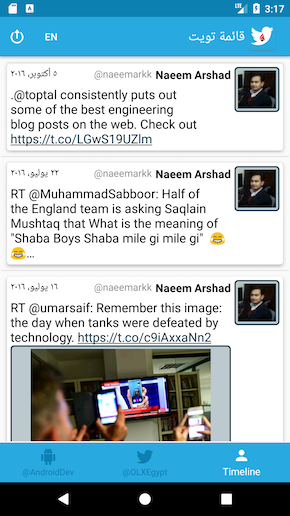 3:17
EN
قائمة تويت
٥ أكتوبر، ٢٠١٦ @naeemarkk Naeem Arshad
.@toptal consistently puts out
some of the best engineering
blog posts on the web. Check out
https://t.co/LGwS19UZlm
٢٢ يوليو، ٢٠١٦ @naeemarkk Naeem Arshad
RT @MuhammadSabboor: Half of
the England team is asking Saqlain
Mushtaq that What is the meaning of
"Shaba Boys Shaba mile gi mile gi" 😂
😂…
١٦ يوليو، ٢٠١٦ @naeemarkk Naeem Arshad
RT @umarsaif: Remember this image:
the day when tanks were defeated by
technology. https://t.co/c9iAxxaNn2
@AndroidDev @OLXEgypt Timeline